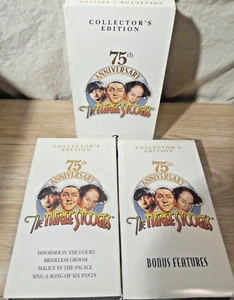 COLLECTOR'S
EDITION
75th
ANNIVERSARY
The THREE STOOGES
COLLECTOR'S
EDITION
75th
ANNIVERSARY
The THREE STOOGES
DISORDER IN THE COURT
BRIDELESS GROOM
MALICE IN THE PALACE
SING A SONG OF SIX PANTS
COLLECTOR'S
EDITION
75th
ANNIVERSARY
The THREE STOOGES
BONUS FEATURES